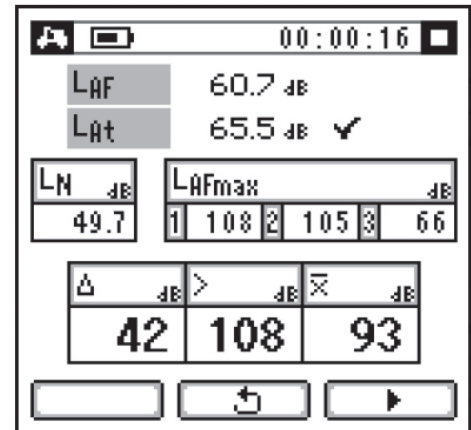 00:00:16
LAF 60.7 dB
LAt 65.5 dB ✓
LN dB LAFmax dB
49.7 1 108 2 105 3 66
Δ dB > dB x̅ dB
42 108 93